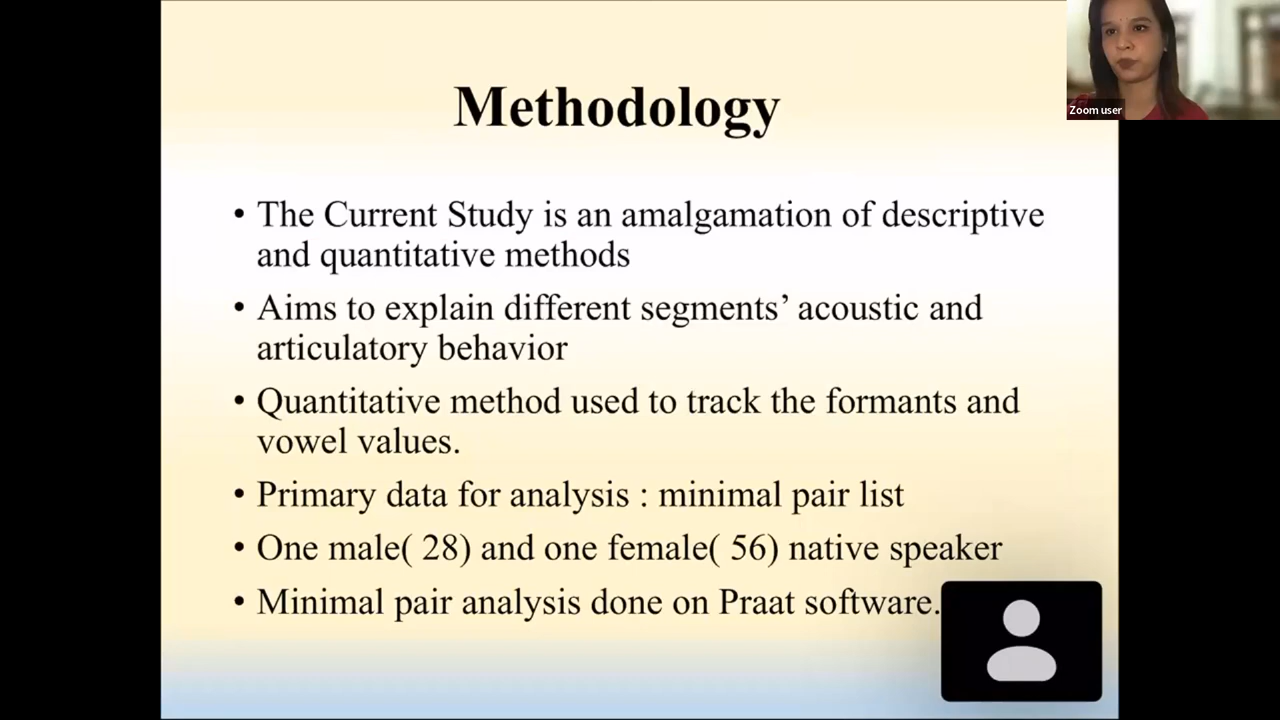 Methodology
Zoom user
• The Current Study is an amalgamation of descriptive
and quantitative methods
• Aims to explain different segments’ acoustic and
articulatory behavior
• Quantitative method used to track the formants and
vowel values.
• Primary data for analysis : minimal pair list
• One male( 28) and one female( 56) native speaker
• Minimal pair analysis done on Praat software.